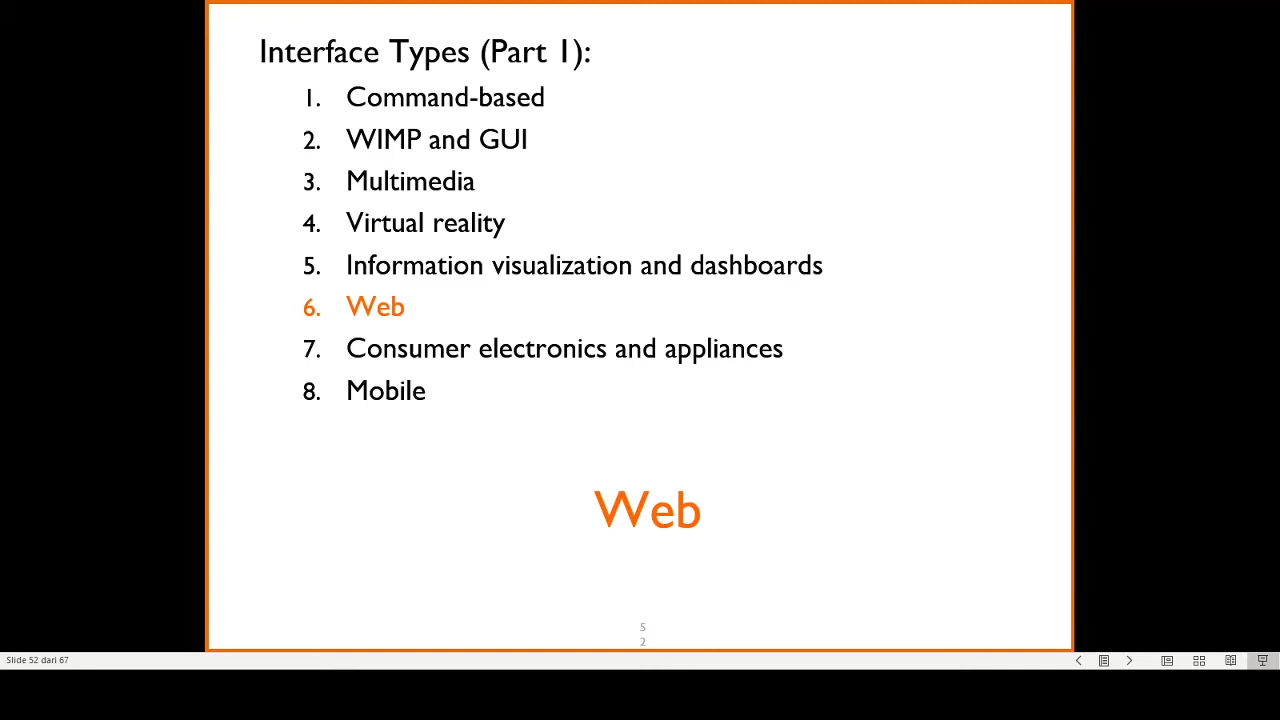 Interface Types (Part 1):
1. Command-based
2. WIMP and GUI
3. Multimedia
4. Virtual reality
5. Information visualization and dashboards
6. Web
7. Consumer electronics and appliances
8. Mobile
Web
5
2
Slide 52 dari 67